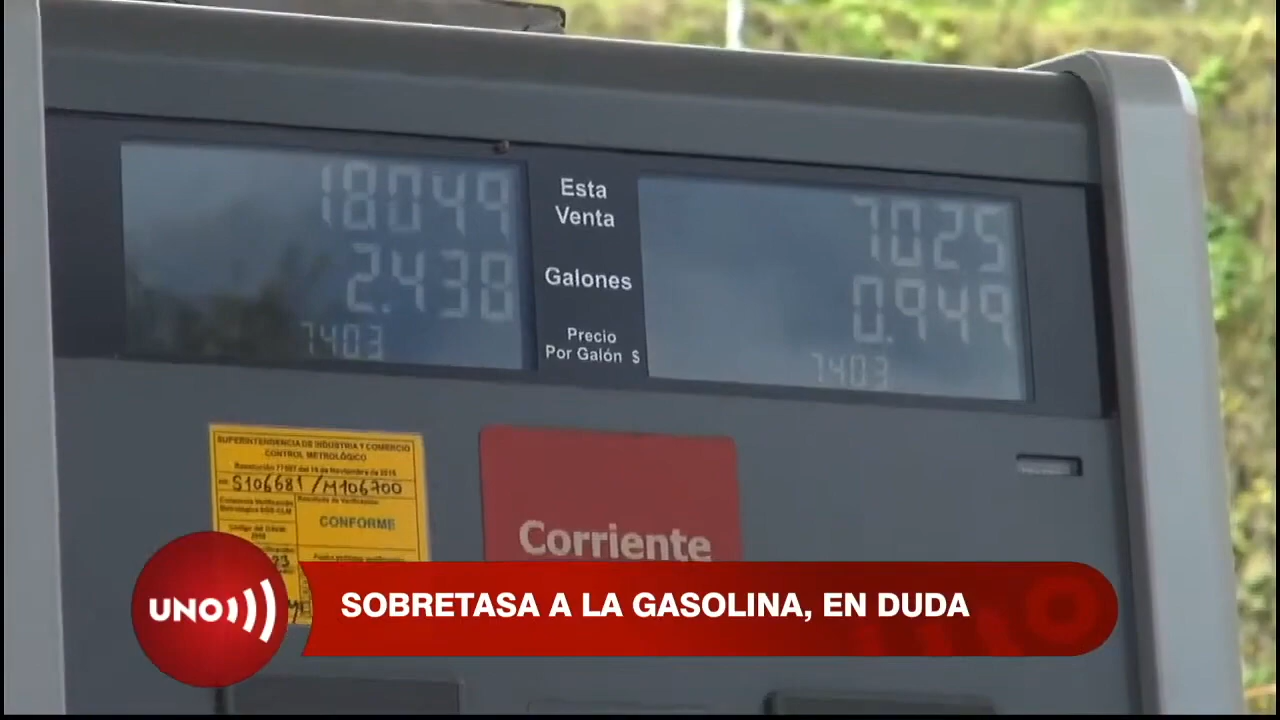 18049
2.438
7403
Esta
Venta
Galones
Precio
Por Galón $
7025
0.949
7403
SUPERINTENDENCIA DE INDUSTRIA Y COMERCIO
CONTROL METROLÓGICO
S106681/M106700
CONFORME
Corriente
UNO
SOBRETASA A LA GASOLINA, EN DUDA